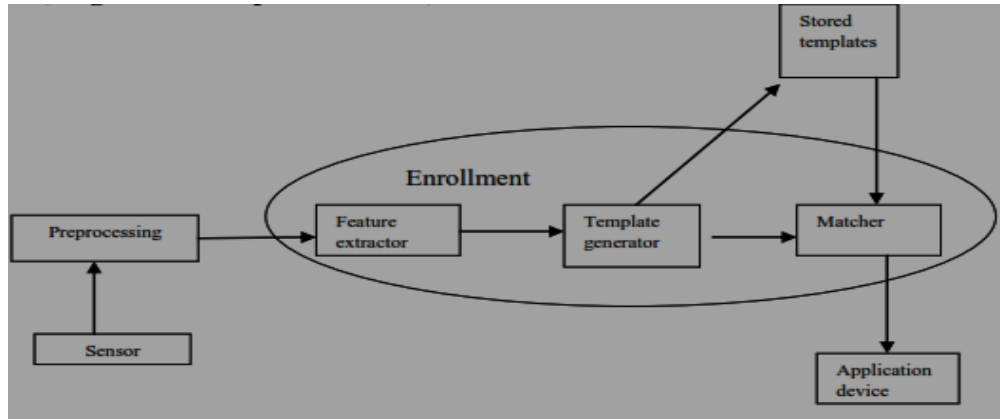 Stored
templates
Enrollment
Preprocessing
Feature
extractor
Template
generator
Matcher
Sensor
Application
device